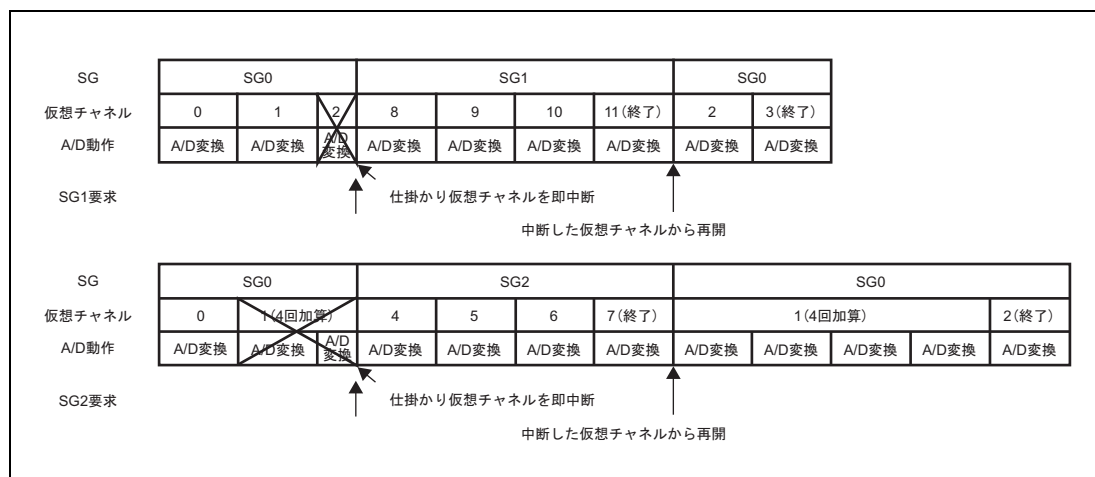 SG SG0 SG1 SG0
仮想チャネル 0 1 2 8 9 10 11(終了) 2 3(終了)
A/D動作 A/D変換 A/D変換 A/D変換 A/D変換 A/D変換 A/D変換 A/D変換 A/D変換 A/D変換
SG1要求 仕掛かり仮想チャネルを即中断
中断した仮想チャネルから再開
SG SG0 SG2 SG0
仮想チャネル 0 1(4回加算) 4 5 6 7(終了) 1(4回加算) 2(終了)
A/D動作 A/D変換 A/D変換 A/D変換 A/D変換 A/D変換 A/D変換 A/D変換 A/D変換 A/D変換 A/D変換 A/D変換 A/D変換
SG2要求 仕掛かり仮想チャネルを即中断
中断した仮想チャネルから再開